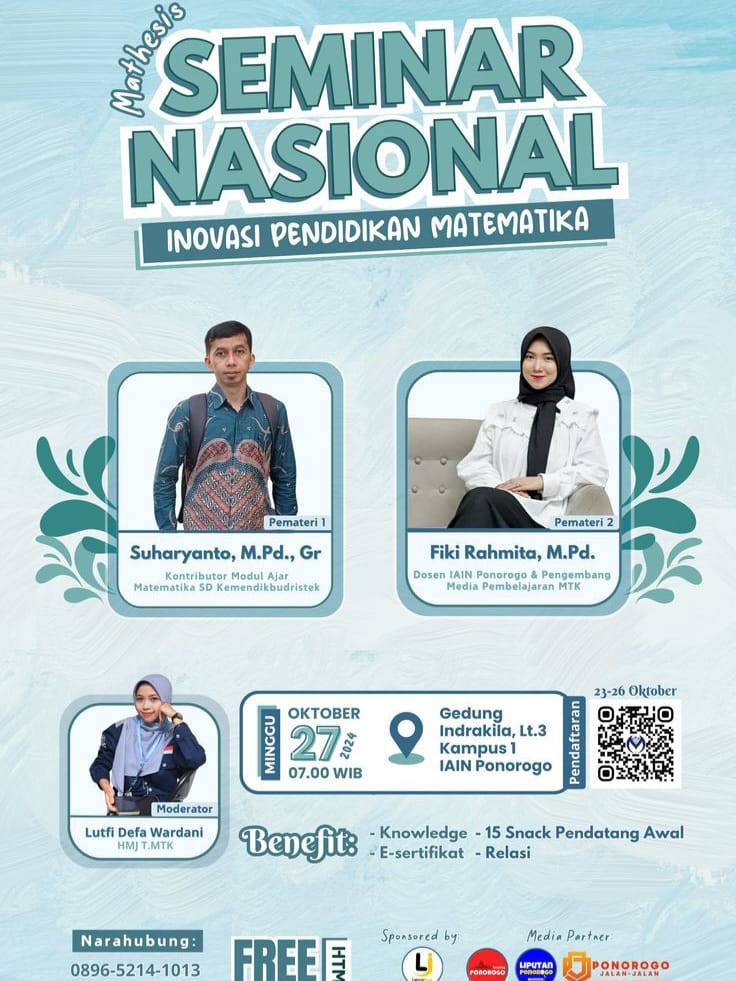 Mathesis
SEMINAR
NASIONAL
INOVASI PENDIDIKAN MATEMATIKA
Pemateri 1
Suharyanto, M.Pd., Gr
Kontributor Modul Ajar
Matematika SD Kemendikbudristek
Pemateri 2
Fiki Rahmita, M.Pd.
Dosen IAIN Ponorogo & Pengembang
Media Pembelajaran MTK
Moderator
Lutfi Defa Wardani
HMJ T.MTK
MINGGU
OKTOBER
27
2024
07.00 WIB
Gedung
Indrakila, Lt.3
Kampus 1
IAIN Ponorogo
Pendaftaran
23-26 Oktober
Benefit:
- Knowledge
- E-sertifikat
- 15 Snack Pendatang Awal
- Relasi
Narahubung:
0896-5214-1013
FREE
HTM
Sponsored by:
Media Partner:
PONOROGO
LIPUTAN
PONOROGO
PONOROGO
JALAN-JALAN